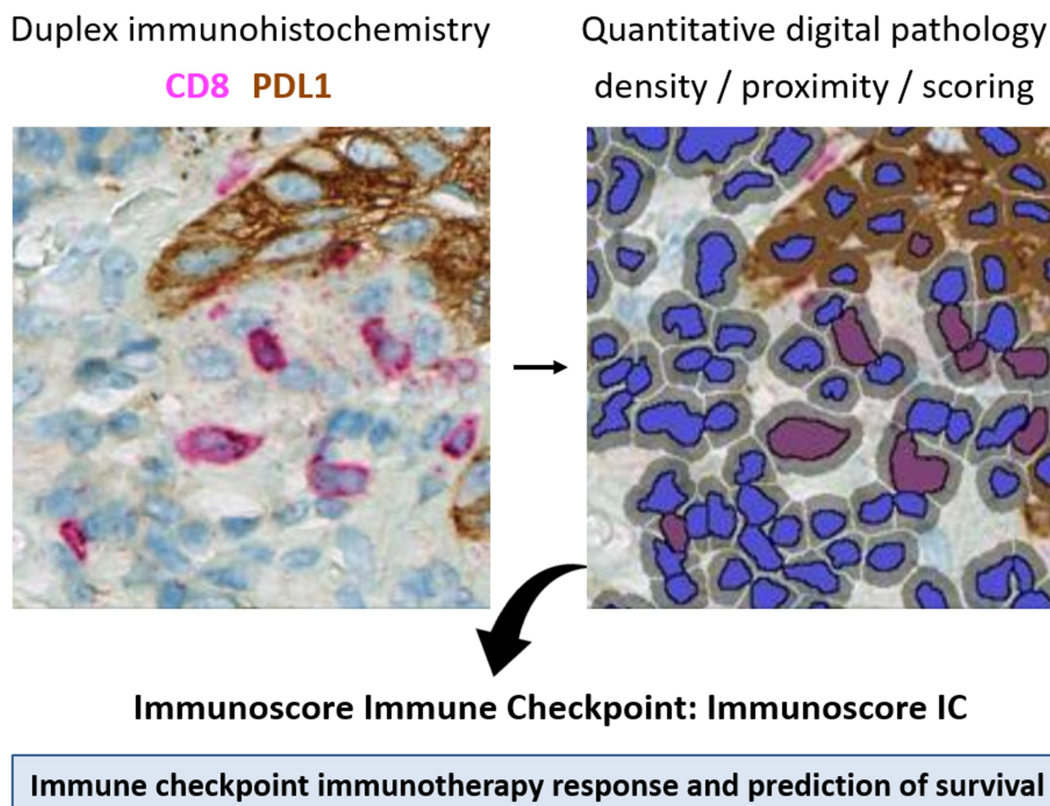 Duplex immunohistochemistry
CD8 PDL1
Quantitative digital pathology
density / proximity / scoring
Immunoscore Immune Checkpoint: Immunoscore IC
Immune checkpoint immunotherapy response and prediction of survival